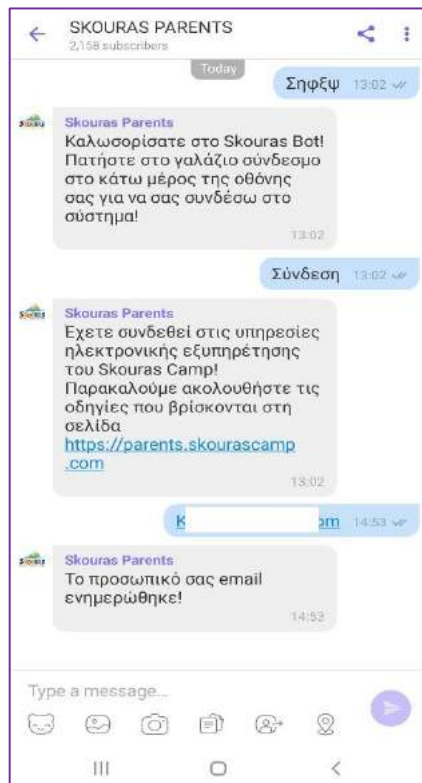 SKOURAS PARENTS
2,158 subscribers
Today
Σηφξψ 13:02
Skouras Parents
Καλωσορίσατε στο Skouras Bot!
Πατήστε στο γαλάζιο σύνδεσμο
στο κάτω μέρος της οθόνης
σας για να σας συνδέσω στο
σύστημα!
13:02
Σύνδεση 13:02
Skouras Parents
Έχετε συνδεθεί στις υπηρεσίες
ηλεκτρονικής εξυπηρέτησης
του Skouras Camp!
Παρακαλούμε ακολουθήστε τις
οδηγίες που βρίσκονται στη
σελίδα
https://parents.skourascamp
.com
13:02
K om 14:53
Skouras Parents
Το προσωπικό σας email
ενημερώθηκε!
14:53
Type a message...